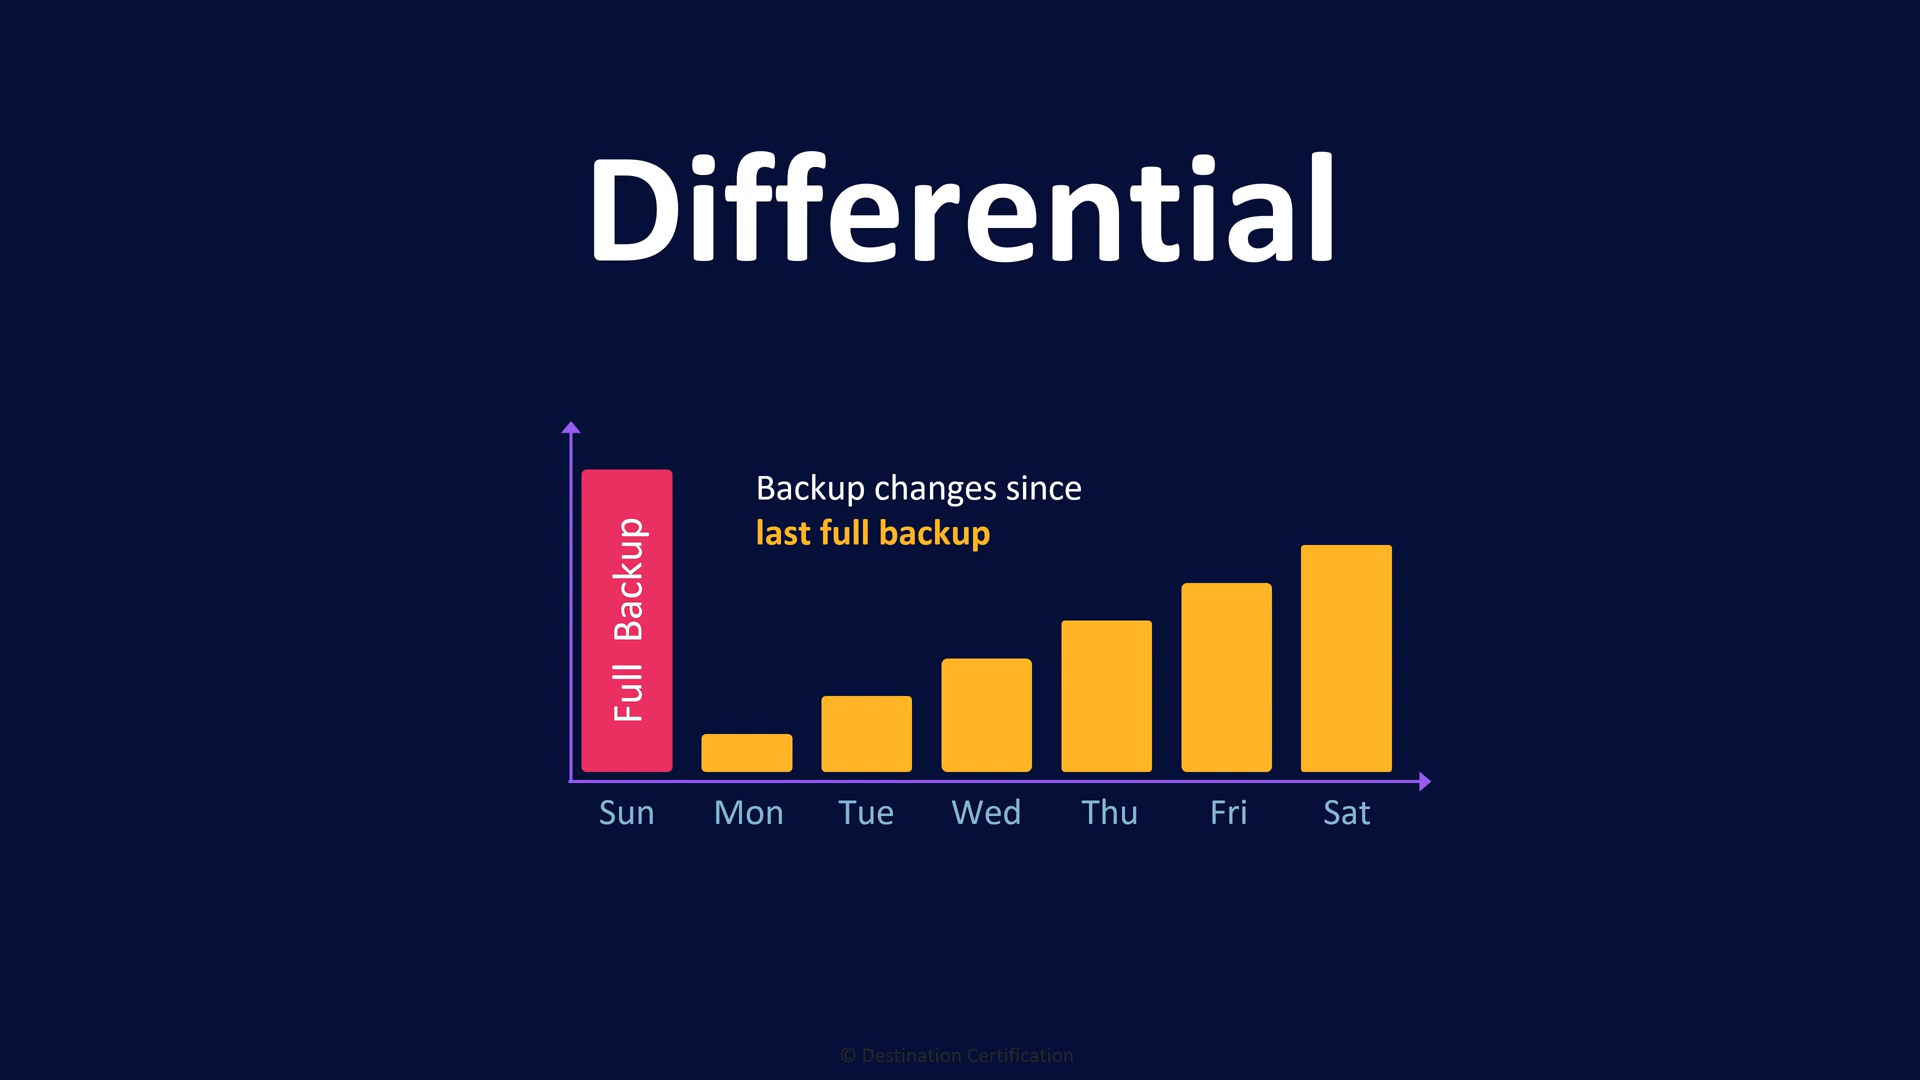 Differential
Backup changes since
last full backup
Full Backup
Sun Mon Tue Wed Thu Fri Sat
© Destination Certification